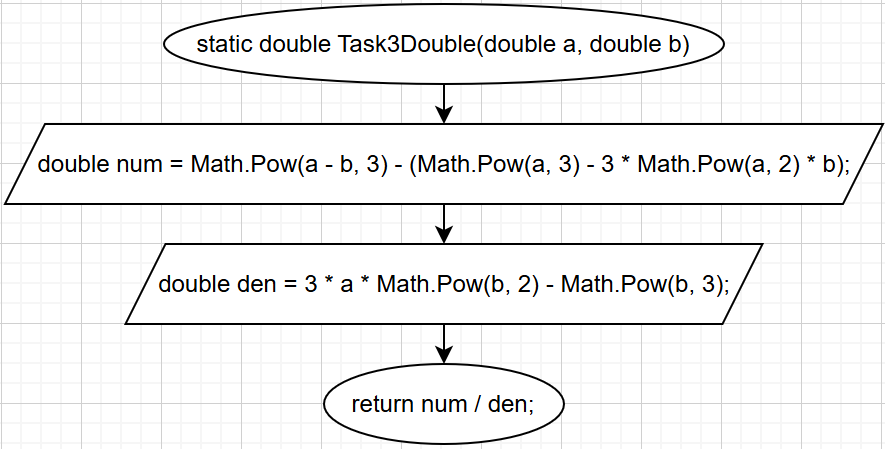 static double Task3Double(double a, double b)
double num = Math.Pow(a - b, 3) - (Math.Pow(a, 3) - 3 * Math.Pow(a, 2) * b);
double den = 3 * a * Math.Pow(b, 2) - Math.Pow(b, 3);
return num / den;